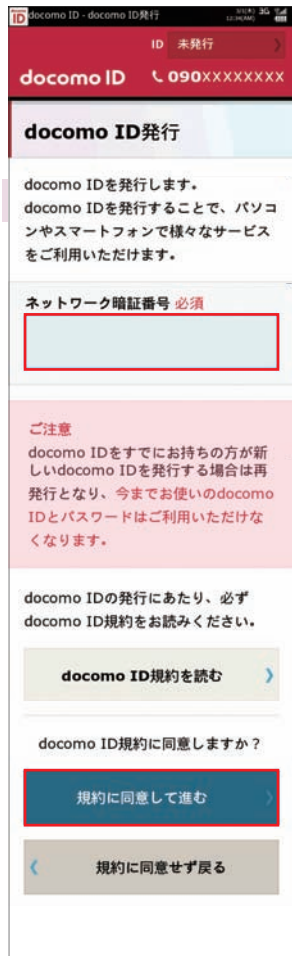 docomo ID - docomo ID発行
3G
ID 未発行
docomo ID 090XXXXXXXX
docomo ID発行
docomo IDを発行します。
docomo IDを発行することで、パソコ
ンやスマートフォンで様々なサービス
をご利用いただけます。
ネットワーク暗証番号 必須
ご注意
docomo IDをすでにお持ちの方が新
しいdocomo IDを発行する場合は再
発行となり、今までお使いのdocomo
IDとパスワードはご利用いただけな
くなります。
docomo IDの発行にあたり、必ず
docomo ID規約をお読みください。
docomo ID規約を読む
docomo ID規約に同意しますか？
規約に同意して進む
規約に同意せず戻る